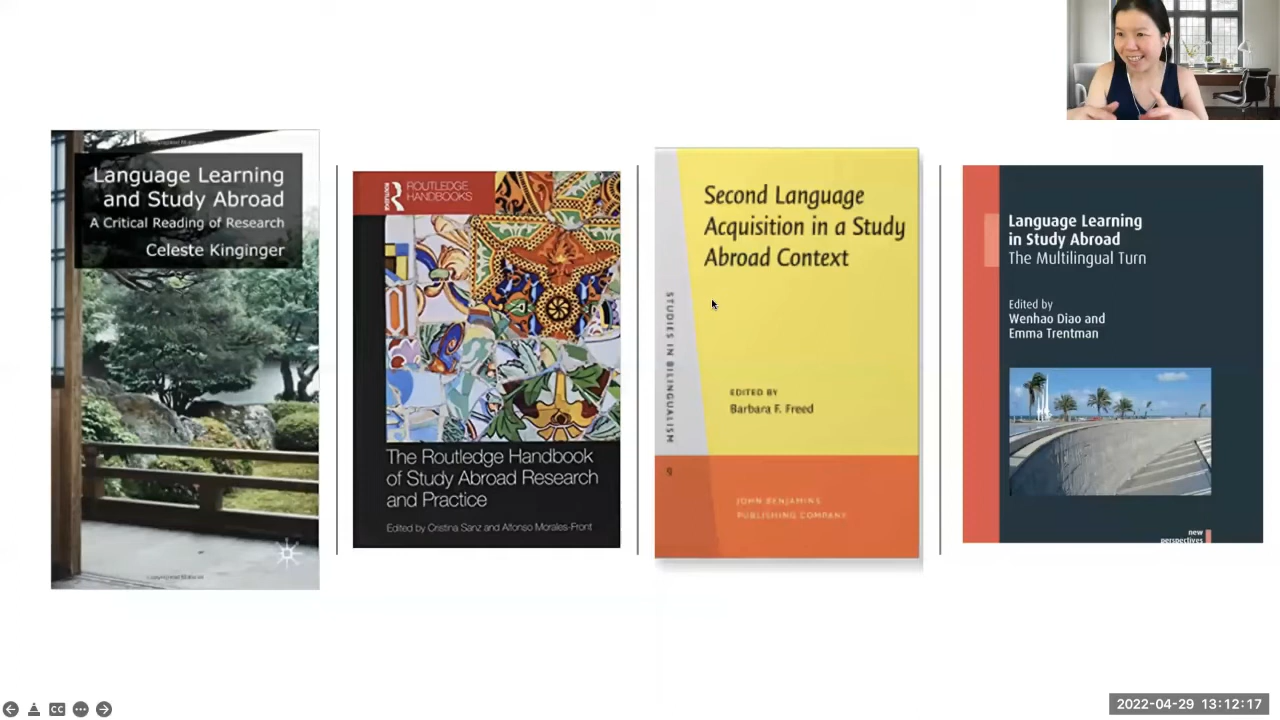 Language Learning
and Study Abroad
A Critical Reading of Research
Celeste Kinginger
ROUTLEDGE
HANDBOOKS
ROUTLEDGE
The Routledge Handbook
of Study Abroad Research
and Practice
Edited by Cristina Sanz and Alfonso Morales-Front
Second Language
Acquisition in a Study
Abroad Context
STUDIES IN BILINGUALISM
EDITED BY
Barbara F. Freed
9
JOHN BENJAMINS
PUBLISHING COMPANY
Language Learning
in Study Abroad
The Multilingual Turn
Edited by
Wenhao Diao and
Emma Trentman
new
perspectives
CC
2022-04-29 13:12:17